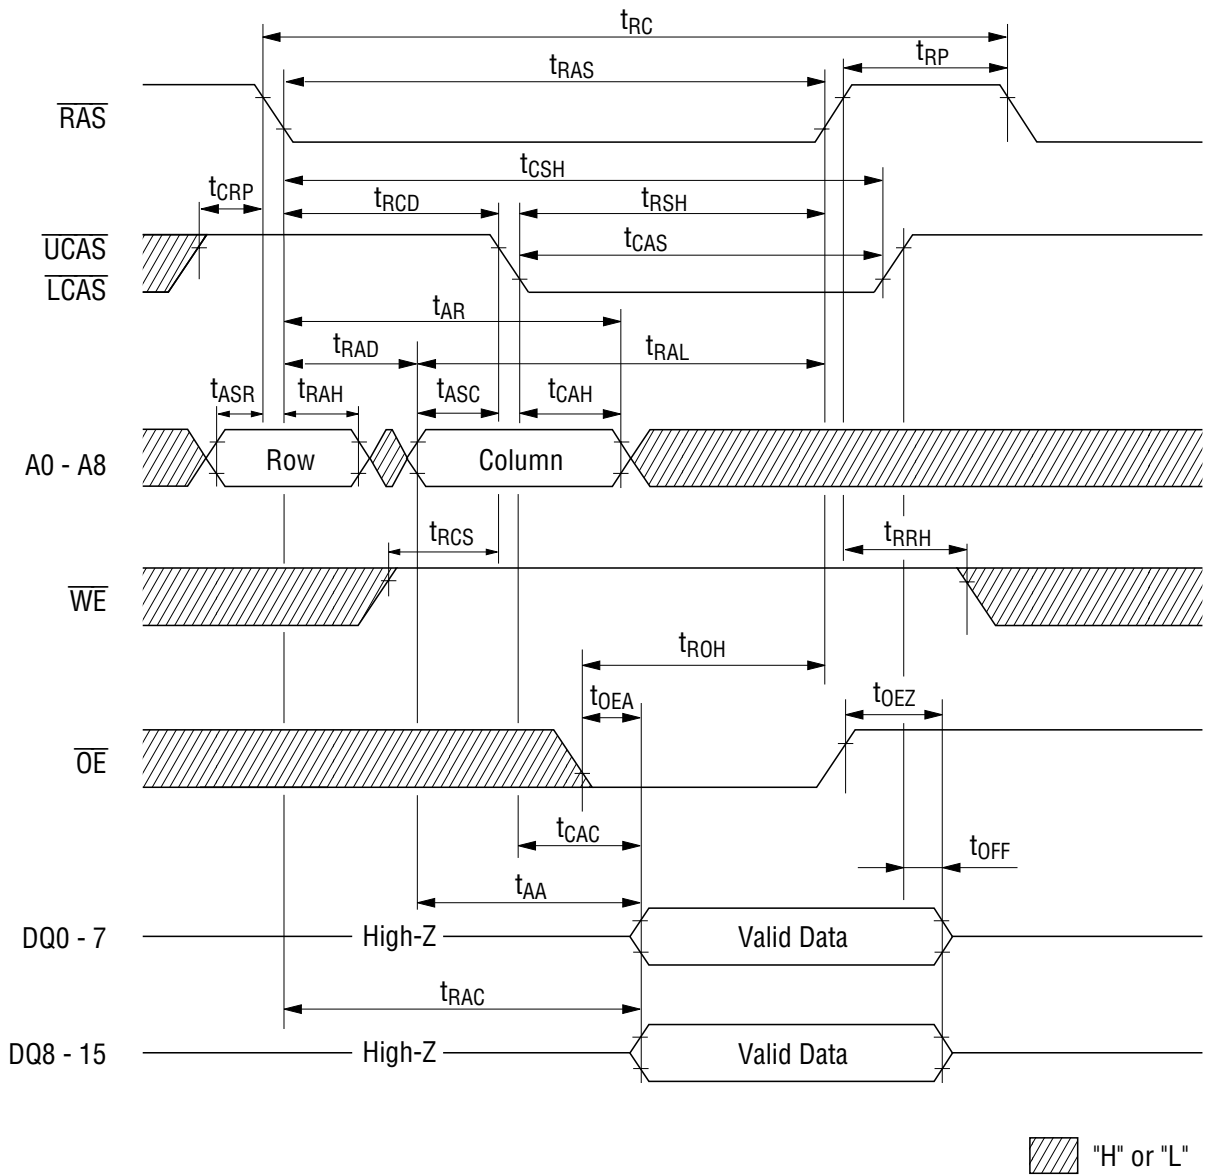 tRC
tRP
tRAS
RAS
tCSH
tCRP
tRCD
tRSH
UCAS
tCAS
LCAS
tAR
tRAD
tRAL
tASR
tRAH
tASC
tCAH
A0 - A8
Row
Column
tRCS
tRRH
WE
tROH
tOEA
tOEZ
OE
tCAC
tOFF
tAA
DQ0 - 7
High-Z
Valid Data
tRAC
DQ8 - 15
High-Z
Valid Data
"H" or "L"